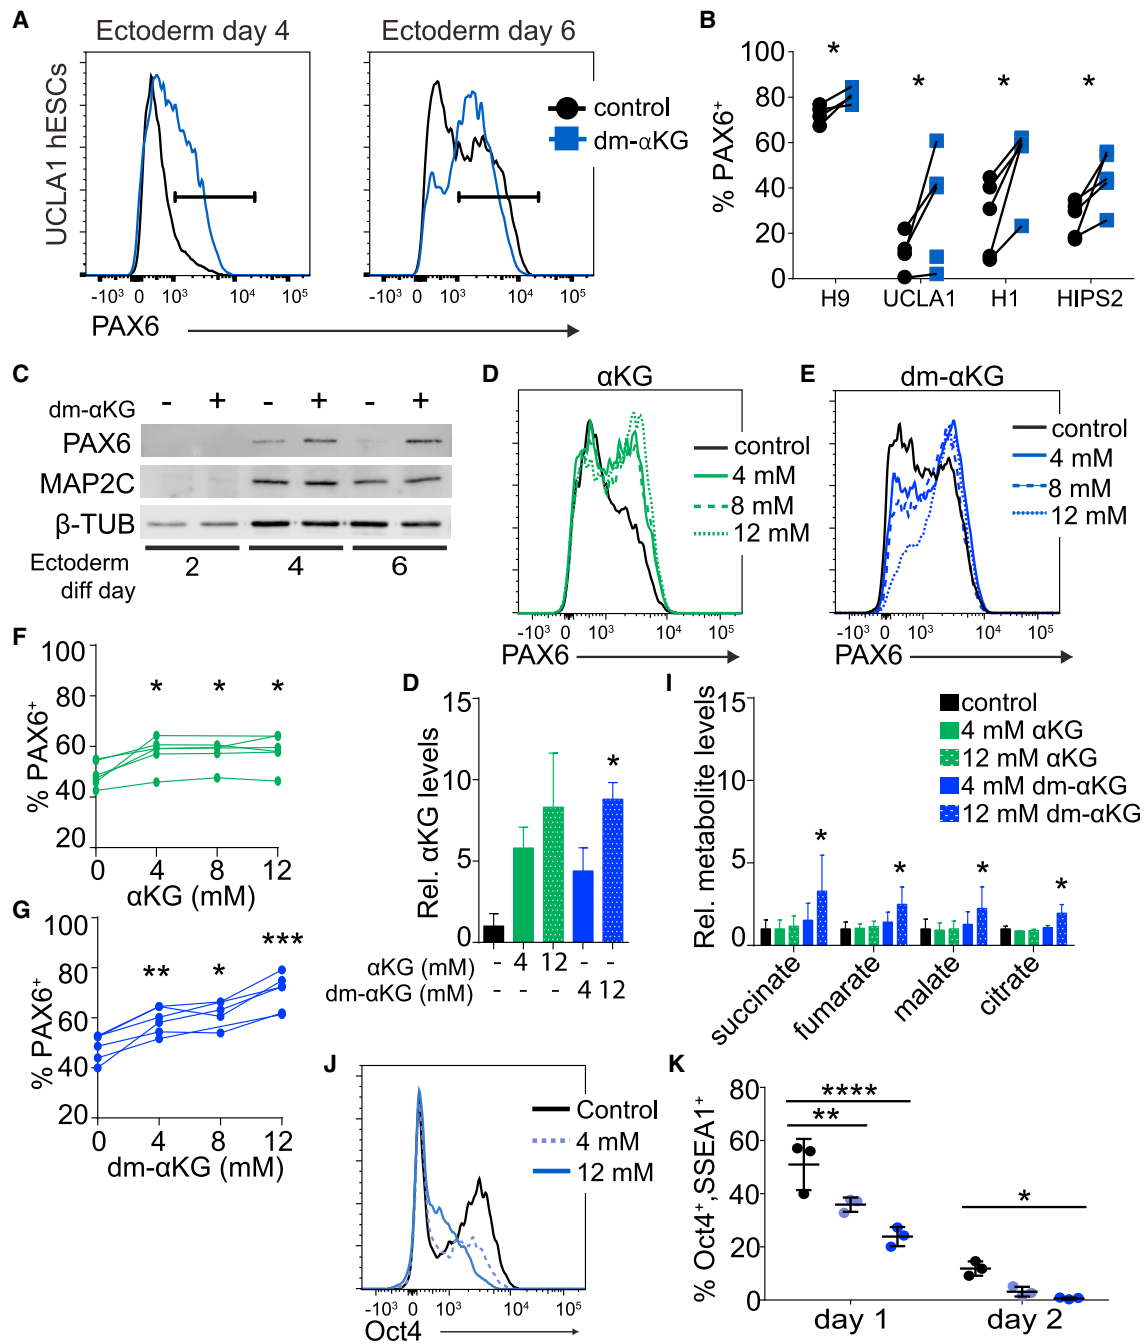 A
Ectoderm day 4
Ectoderm day 6
UCLA1 hESCs
control
dm-αKG
-10³ 0 10³ 10⁴ 10⁵
-10³ 0 10³ 10⁴ 10⁵
PAX6
B
% PAX6⁺
100
80
60
40
20
0
* * * *
H9 UCLA1 H1 HIPS2
C
dm-αKG - + - + - +
PAX6
MAP2C
β-TUB
Ectoderm diff day
2 4 6
D
αKG
control
4 mM
8 mM
12 mM
-10³ 0 10³ 10⁴ 10⁵
PAX6
E
dm-αKG
control
4 mM
8 mM
12 mM
-10³ 0 10³ 10⁴ 10⁵
PAX6
F
% PAX6⁺
100
80
60
40
20
* * *
0 4 8 12
αKG (mM)
G
% PAX6⁺
100
80
60
40
20
** * ***
0 4 8 12
dm-αKG (mM)
D
Rel. αKG levels
15
10
5
0
*
αKG (mM) - 4 12 - -
dm-αKG (mM) - - - 4 12
I
Rel. metabolite levels
15
10
5
0
control
4 mM αKG
12 mM αKG
4 mM dm-αKG
12 mM dm-αKG
* * * *
succinate
fumarate
malate
citrate
J
Control
4 mM
12 mM
-10³ 0 10³ 10⁴ 10⁵
Oct4
K
% Oct4⁺,SSEA1⁺
80
60
40
20
0
****
**
*
day 1 day 2